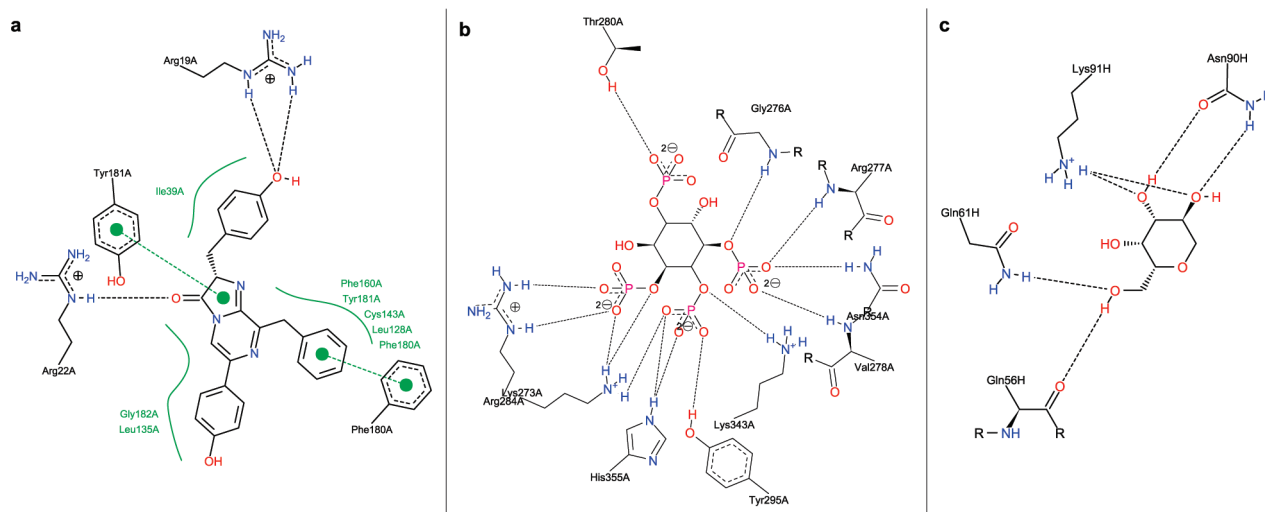 a
Arg19A
NH₂
N
N
H
H
H
⊕
O
H
Ile39A
Tyr181A
HO
NH₂
H₂N
⊕
N
H
Arg22A
O
N
N
N
Phe160A
Tyr181A
Cys143A
Leu128A
Phe180A
Gly182A
Leu135A
OH
Phe180A
b
Thr280A
O
H
2⊖
O
O
P
O
O
OH
HO
Gly276A
R
O
N
H
R
Arg277A
R
N
H
O
R
O
P
O
O
O
2⊖
H
N
H
O
R
Asn354A
H
N
Val278A
R
O
O
O
P
O
O
2⊖
H
N
H
NH₂
⊕
N
H
Lys273A
Arg284A
H
N⁺
H
H
O
O
P
O
O
2⊖
H
N⁺
H
H
Lys343A
H
N
N
His355A
H
O
Tyr295A
c
Lys91H
N⁺
H
H
H
Asn90H
O
N
H
H
O
H
O
H
HO
O
O
H
Gln61H
O
N
H
H
Gln56H
O
R
NH
R